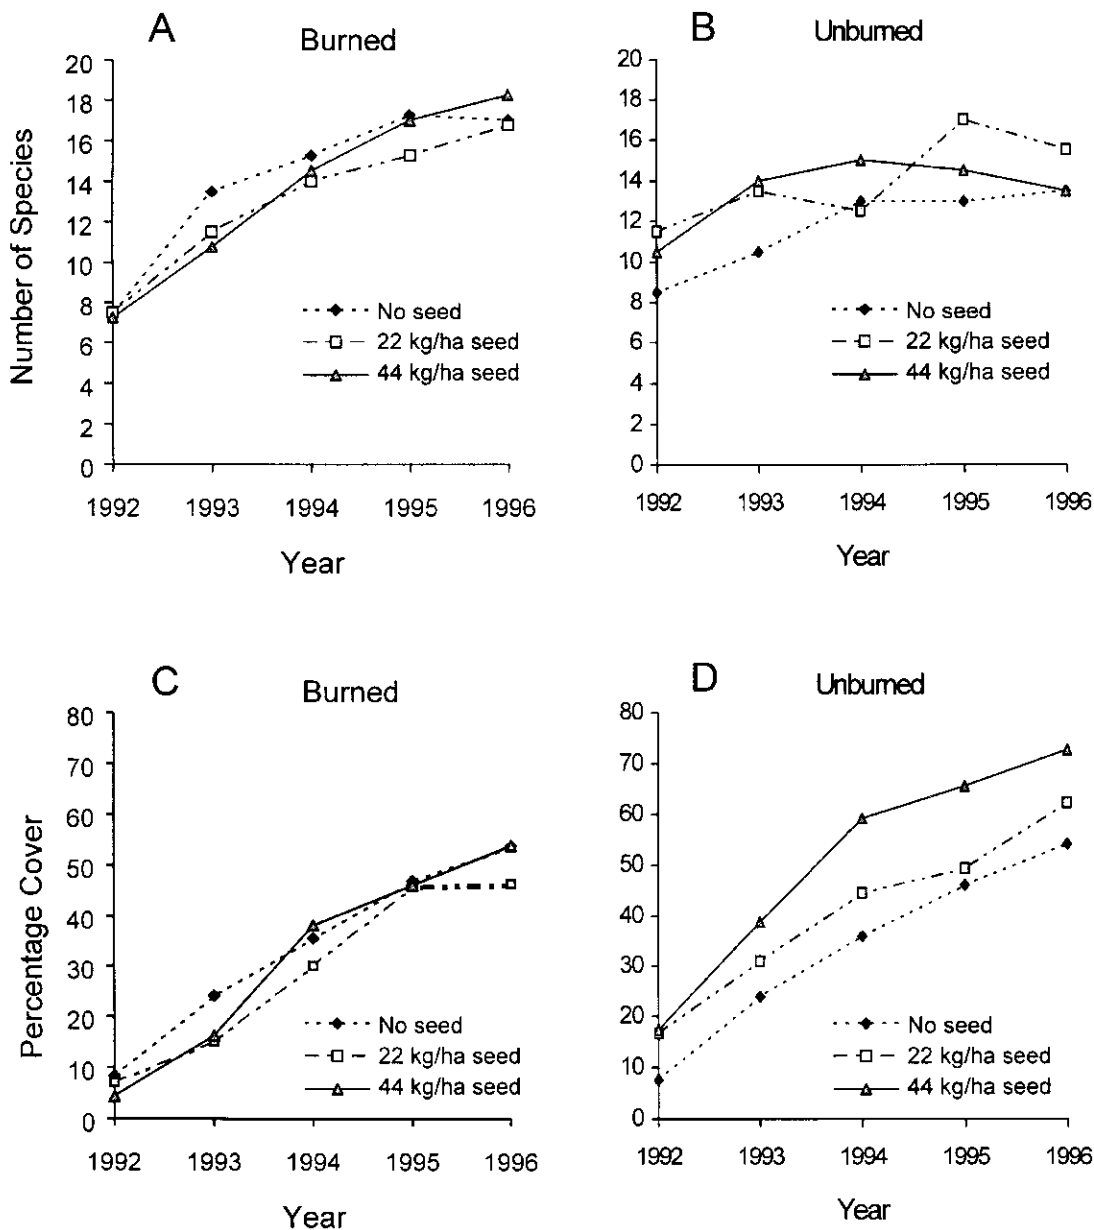 A
Burned
Number of Species
20
18
16
14
12
10
8
6
4
2
0
No seed
22 kg/ha seed
44 kg/ha seed
1992 1993 1994 1995 1996
Year
B
Unburned
20
18
16
14
12
10
8
6
4
2
0
No seed
22 kg/ha seed
44 kg/ha seed
1992 1993 1994 1995 1996
Year
C
Burned
Percentage Cover
80
70
60
50
40
30
20
10
0
No seed
22 kg/ha seed
44 kg/ha seed
1992 1993 1994 1995 1996
Year
D
Unburned
80
70
60
50
40
30
20
10
0
No seed
22 kg/ha seed
44 kg/ha seed
1992 1993 1994 1995 1996
Year